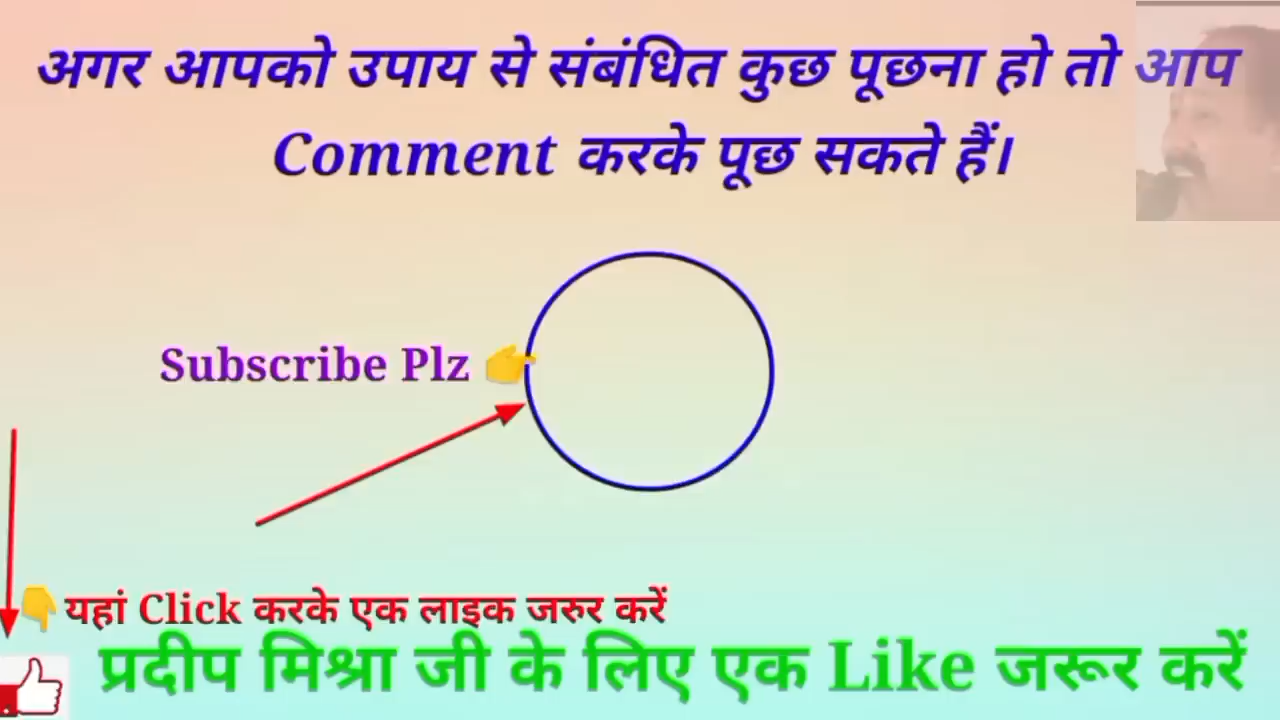 अगर आपको उपाय से संबंधित कुछ पूछना हो तो आप
Comment करके पूछ सकते हैं।
Subscribe Plz 👉
👇यहां Click करके एक लाइक जरुर करें
प्रदीप मिश्रा जी के लिए एक Like जरूर करें